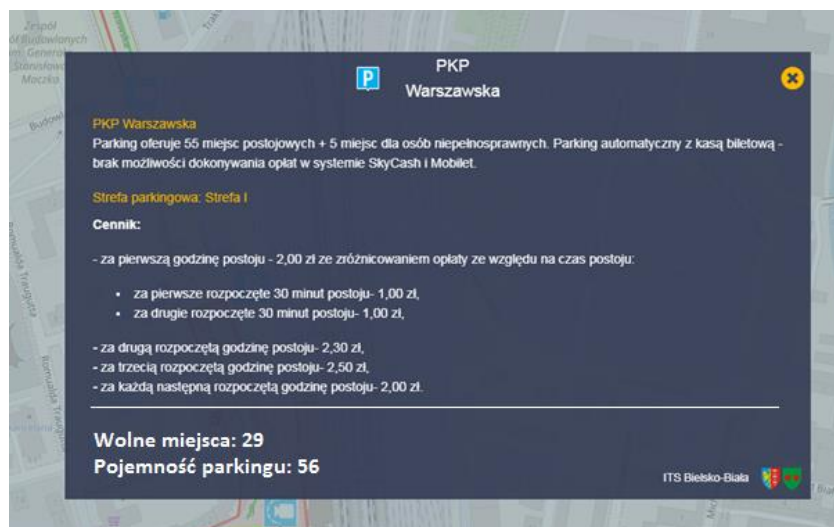 Zespół
Stanisława
Maczka
PKP
Warszawska
PKP Warszawska
Parking oferuje 55 miejsc postojowych + 5 miejsc dla osób niepełnosprawnych. Parking automatyczny z kasą biletową -
brak możliwości dokonywania opłat w systemie SkyCash i Mobilet.
Strefa parkingowa: Strefa I
Cennik:
- za pierwszą godzinę postoju - 2,00 zł ze zróżnicowaniem opłaty ze względu na czas postoju:
• za pierwsze rozpoczęte 30 minut postoju- 1,00 zł,
• za drugie rozpoczęte 30 minut postoju- 1,00 zł,
- za drugą rozpoczętą godzinę postoju- 2,30 zł,
- za trzecią rozpoczętą godzinę postoju- 2,50 zł,
- za każdą następną rozpoczętą godzinę postoju- 2,00 zł.
Wolne miejsca: 29
Pojemność parkingu: 56
ITS Bielsko-Biała
Romualda Traugutta